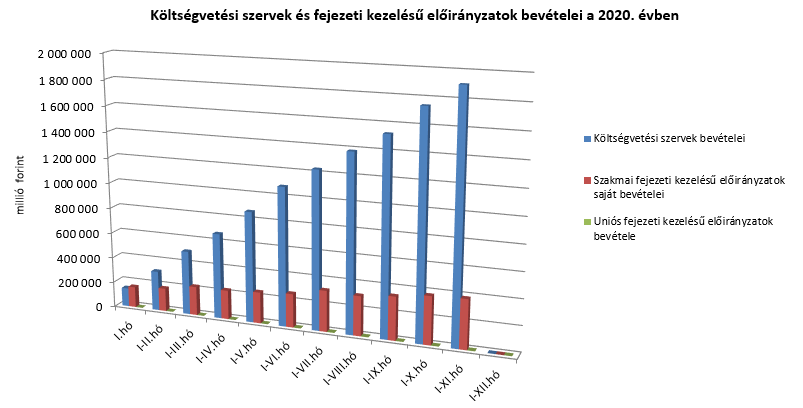 Költségvetési szervek és fejezeti kezelésű előirányzatok bevételei a 2020. évben
2 000 000
1 800 000
1 600 000
1 400 000
1 200 000
1 000 000
800 000
600 000
400 000
200 000
0
millió forint
I.hó
I-II.hó
I-III.hó
I-IV.hó
I-V.hó
I-VI.hó
I-VII.hó
I-VIII.hó
I-IX.hó
I-X.hó
I-XI.hó
I-XII.hó
Költségvetési szervek bevételei
Szakmai fejezeti kezelésű előirányzatok
saját bevételei
Uniós fejezeti kezelésű előirányzatok
bevétele